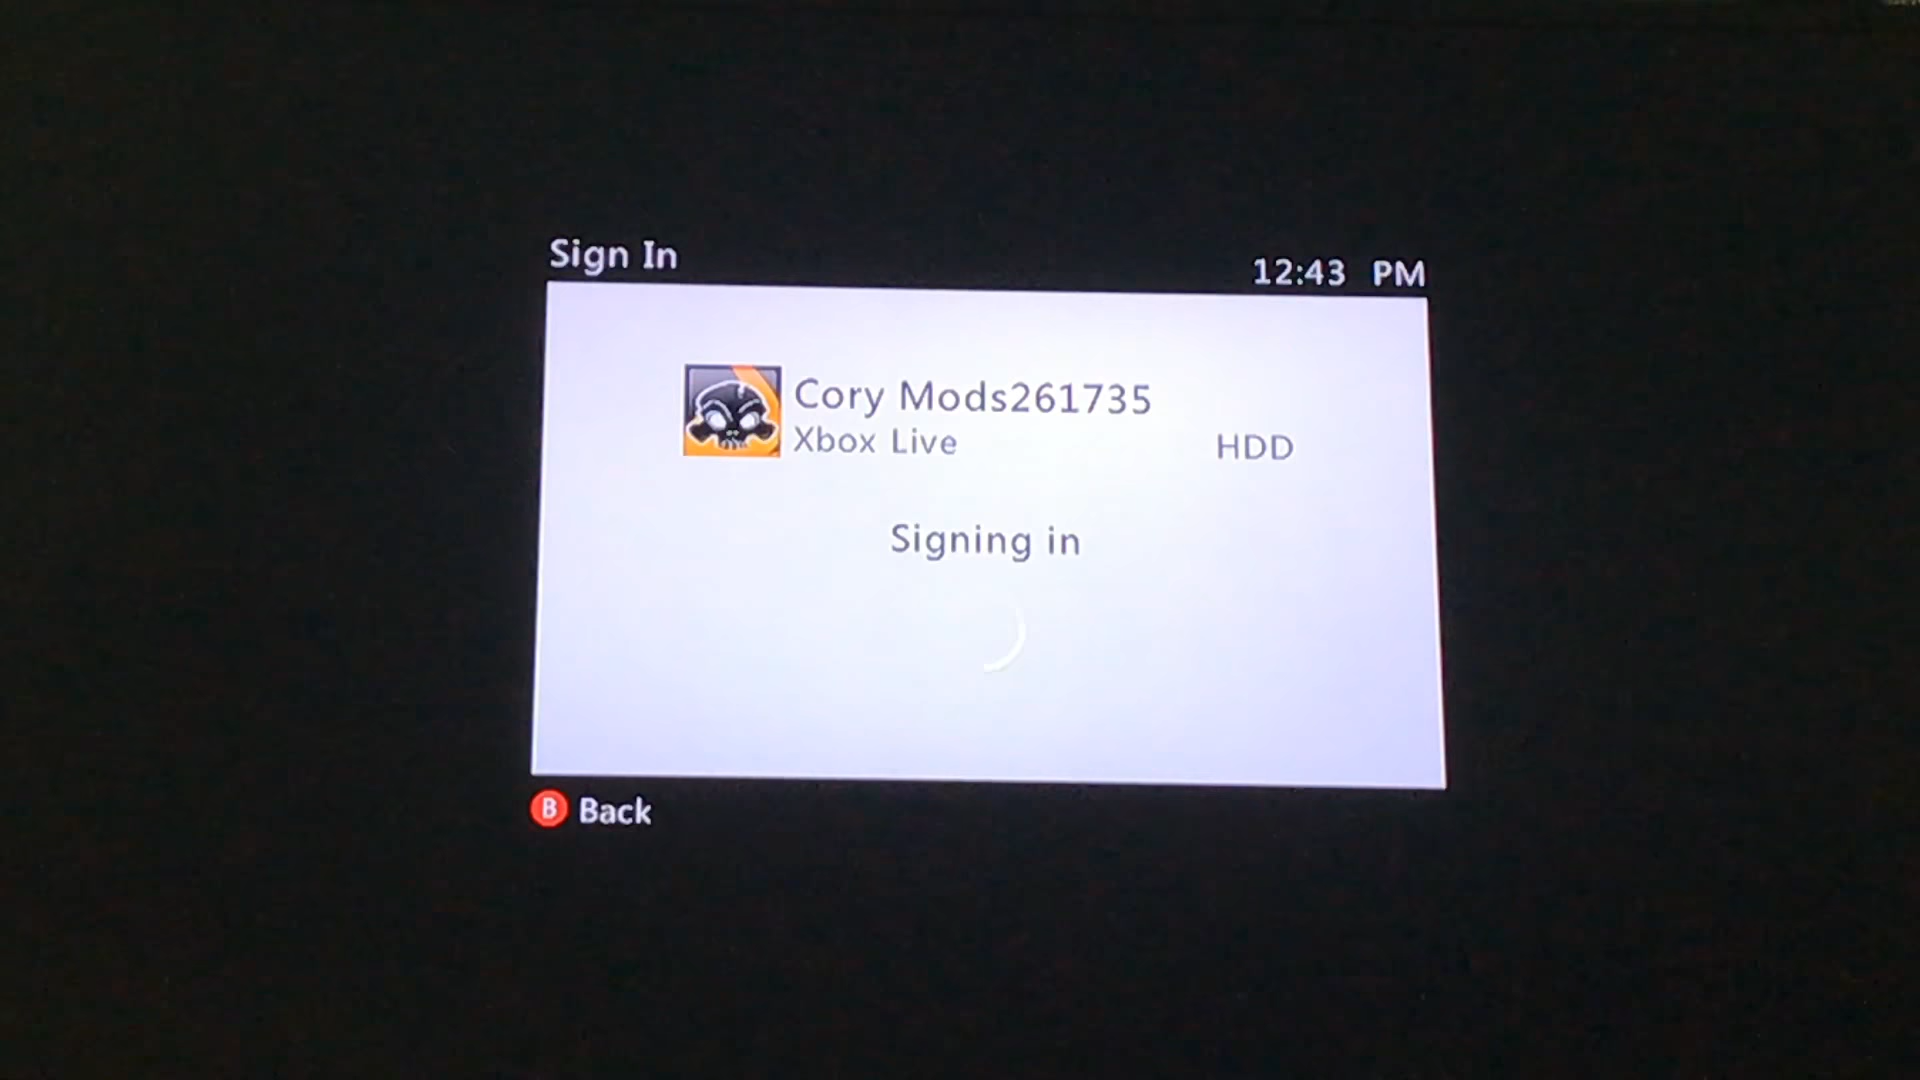 Sign In
12:43 PM
Cory Mods261735
Xbox Live
HDD
Signing in
B Back